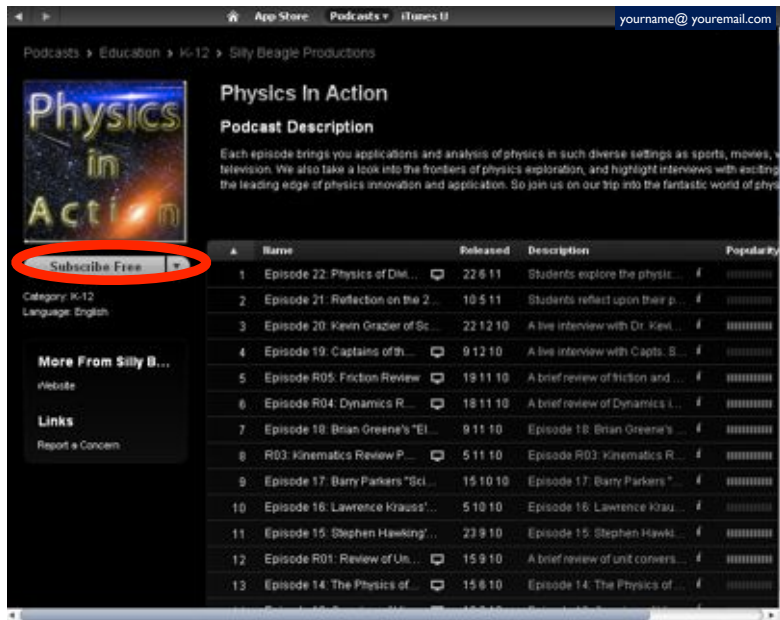 App Store Podcasts iTunes U
yourname@ youremail.com
Podcasts › Education › K-12 › Silly Beagle Productions
Physics
in
Action
Physics In Action
Podcast Description
Each episode brings you applications and analysis of physics in such diverse settings as sports, movies,
television. We also take a look into the frontiers of physics exploration, and highlight interviews with exciting
the leading edge of physics innovation and application. So join us on our trip into the fantastic world of
Subscribe Free
Category: K-12
Language: English
More From Silly B...
Website
Links
Report a Concern
Name Released Description Popularity
1 Episode 22: Physics of Divi... 22 6 11 Students explore the physic...
2 Episode 21: Reflection on the 2... 10 5 11 Students reflect upon their p...
3 Episode 20: Kevin Grazier of Sc... 22 12 10 A live interview with Dr. Kevi...
4 Episode 19: Captains of th... 9 12 10 A live interview with Capts. S...
5 Episode R05: Friction Review 19 11 10 A brief review of friction and ...
6 Episode R04: Dynamics R... 18 11 10 A brief review of Dynamics i...
7 Episode 18: Brian Greene's "El... 9 11 10 Episode 18: Brian Greene's ...
8 R03: Kinematics Review P... 5 11 10 Episode R03: Kinematics R...
9 Episode 17: Barry Parkers "Sci... 15 10 10 Episode 17: Barry Parkers "...
10 Episode 16: Lawrence Krauss'... 5 10 10 Episode 16: Lawrence Krau...
11 Episode 15: Stephen Hawking'... 23 9 10 Episode 15: Stephen Hawki...
12 Episode R01: Review of Un... 15 9 10 A brief review of unit convers...
13 Episode 14: The Physics of ... 15 6 10 Episode 14: The Physics of ...